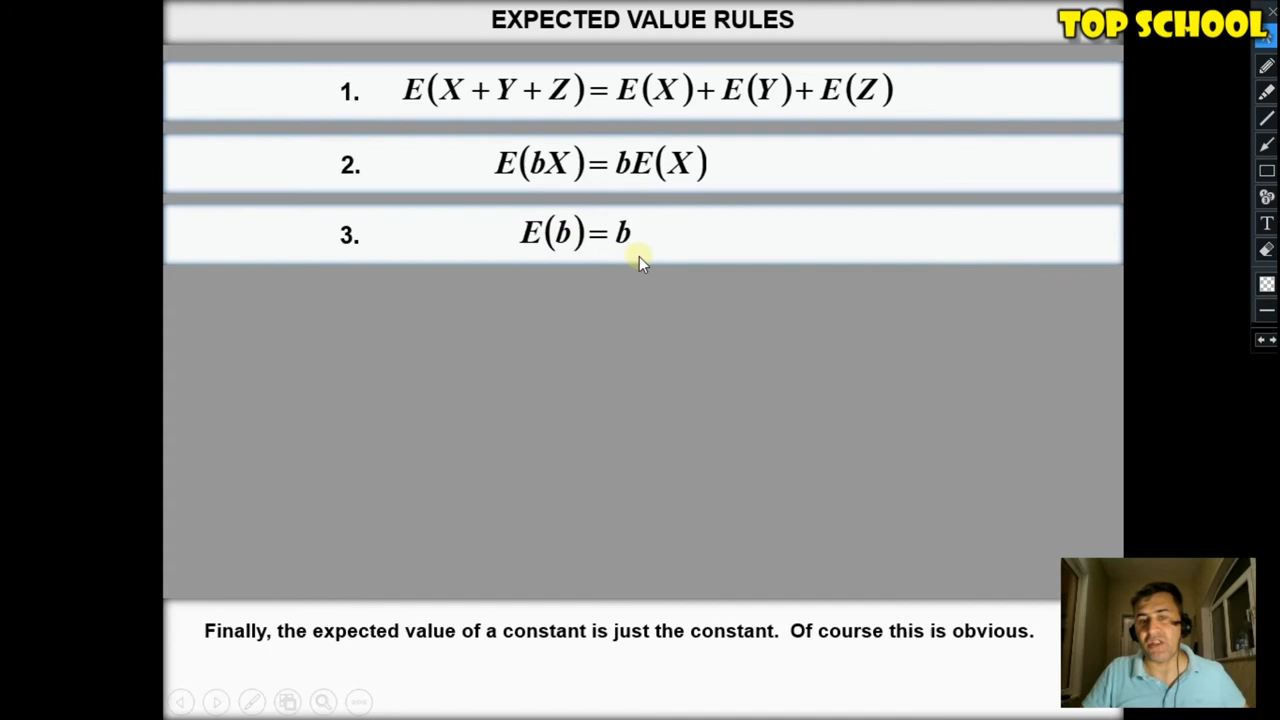 EXPECTED VALUE RULES
TOP SCHOOL
1. E(X + Y + Z) = E(X) + E(Y) + E(Z)
2. E(bX) = bE(X)
3. E(b) = b
Finally, the expected value of a constant is just the constant. Of course this is obvious.
T